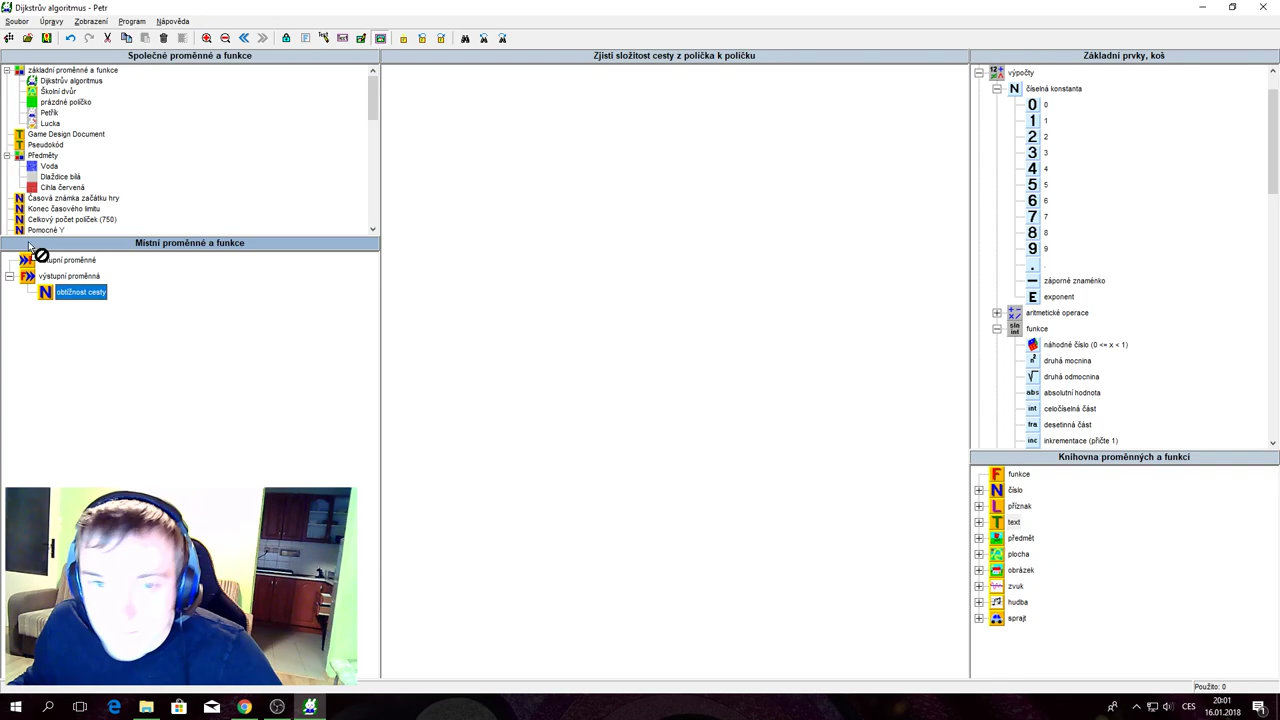 Dijkstrův algoritmus - Petr
Soubor Úpravy Zobrazení Program Nápověda
Společné proměnné a funkce
základní proměnné a funkce
Dijkstrův algoritmus
Školní dvůr
prázdné políčko
Petřík
Lucka
Game Design Document
Pseudokód
Předměty
Voda
Dlaždice bílá
Cihla červená
Časová známka začátku hry
Konec časového limitu
Celkový počet políček (750)
Pomocné Y
Místní proměnné a funkce
stupní proměnné
výstupní proměnná
obtížnost cesty
Zjisti složitost cesty z políčka k políčku
Základní prvky, koš
výpočty
N číselná konstanta
0 0
1 1
2 2
3 3
4 4
5 5
6 6
7 7
8 8
9 9
. .
záporné znaménko
E exponent
aritmetické operace
sin int funkce
náhodné číslo (0 <= x < 1)
n² druhá mocnina
√ druhá odmocnina
abs absolutní hodnota
int celočíselná část
fra desetinná část
inc inkrementace (přičte 1)
Knihovna proměnných a funkcí
F funkce
N číslo
L příznak
T text
předmět
plocha
obrázek
zvuk
hudba
sprajt
Použito: 0
CES
20:01
16.01.2018